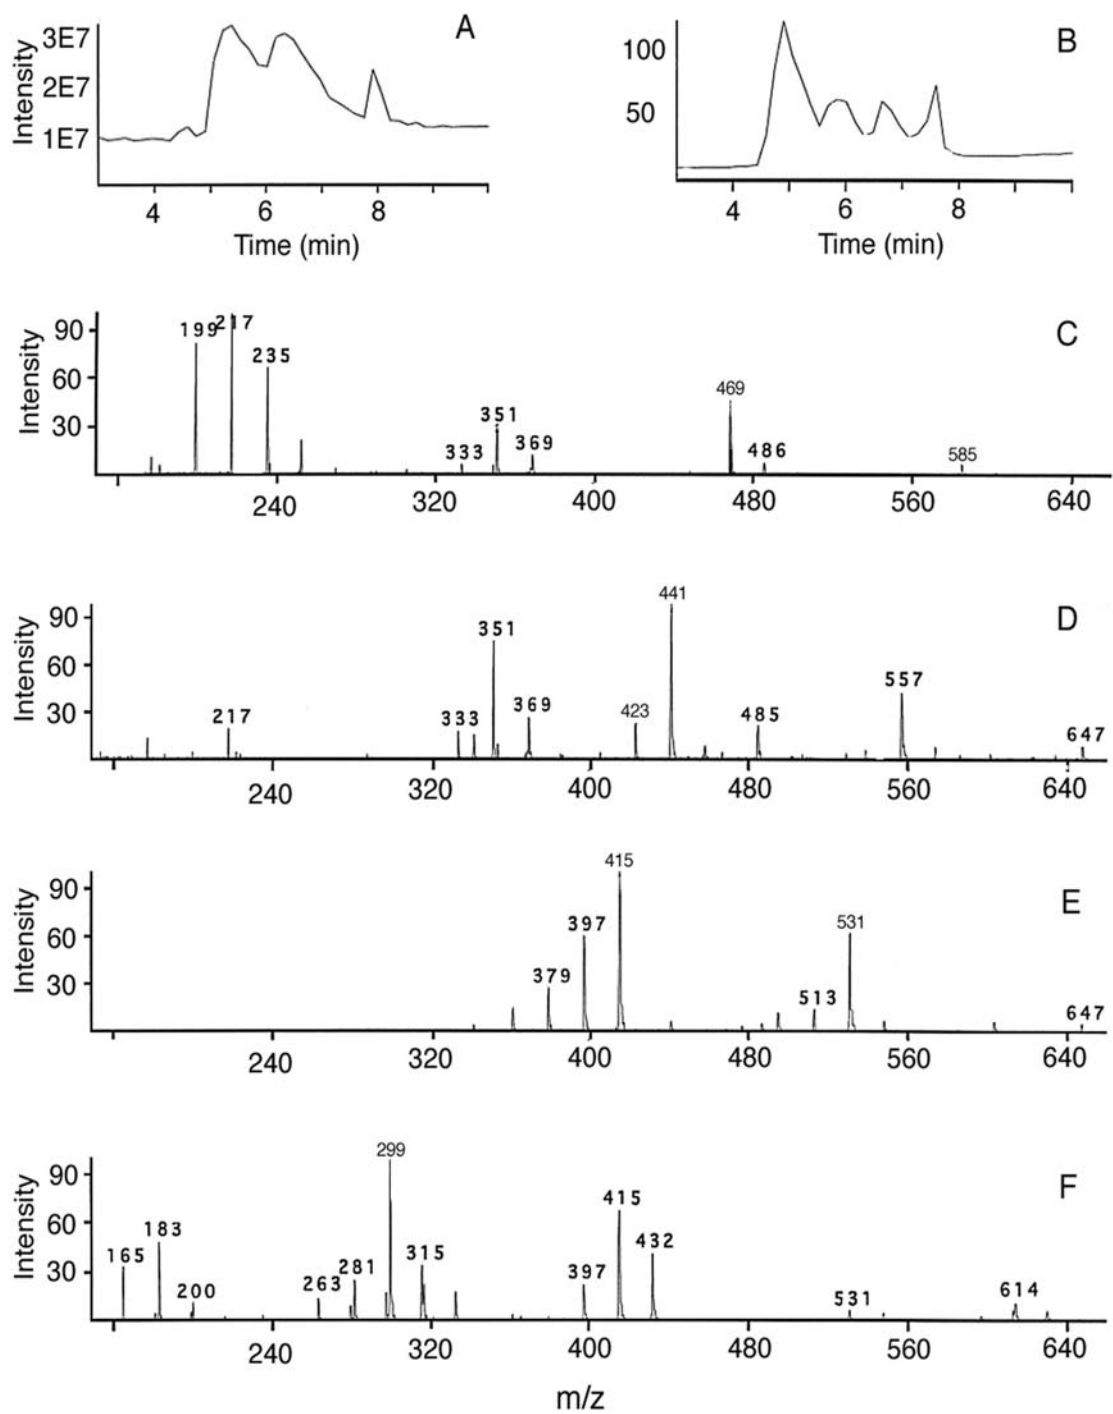 A
Intensity
3E7
2E7
1E7
4 6 8
Time (min)
B
100
50
4 6 8
Time (min)
C
Intensity
90
60
30
199 217 235 333 351 369 469 486 585
240 320 400 480 560 640
D
Intensity
90
60
30
217 333 351 369 423 441 485 557 647
240 320 400 480 560 640
E
Intensity
90
60
30
379 397 415 513 531 647
240 320 400 480 560 640
F
Intensity
90
60
30
165 183 200 263 281 299 315 397 415 432 531 614
240 320 400 480 560 640
m/z